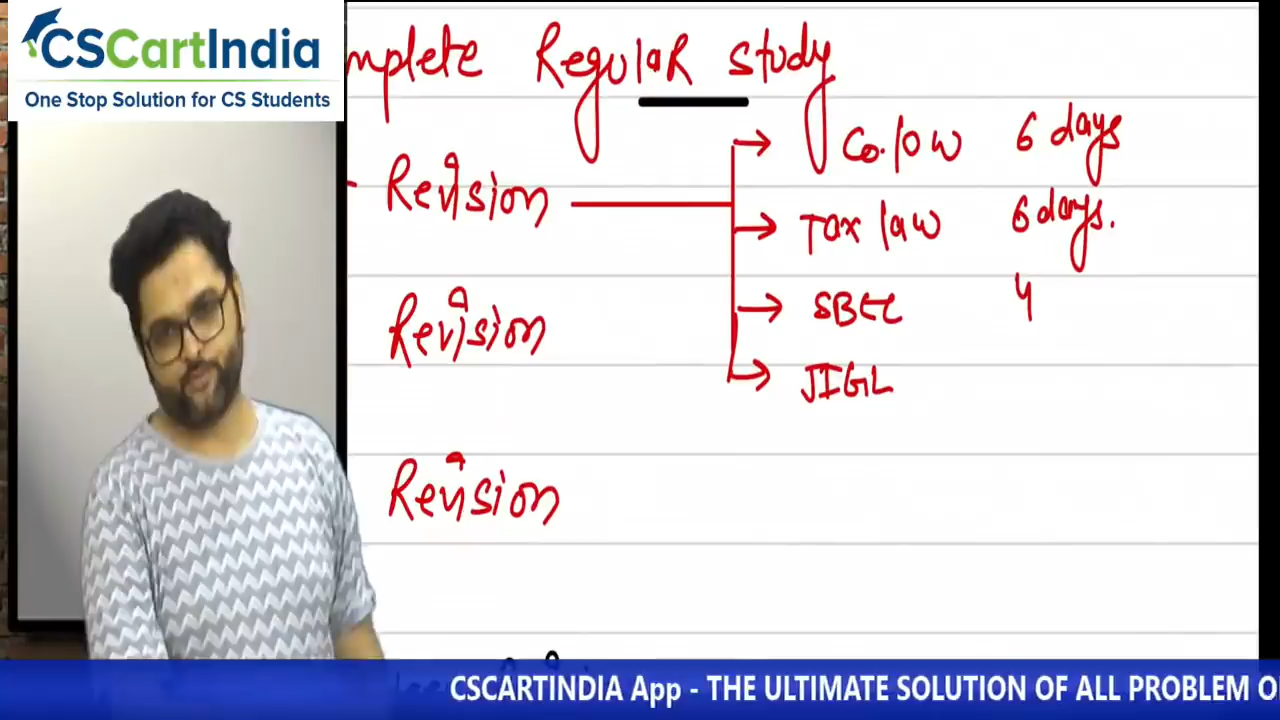 CSCartIndia
One Stop Solution for CS Students
mplete Regular study
Revision
Co. law 6 days
Tax law 6 days.
SBEC 4
JIGL
Revision
Revision
CSCARTINDIA App - THE ULTIMATE SOLUTION OF ALL PROBLEM O